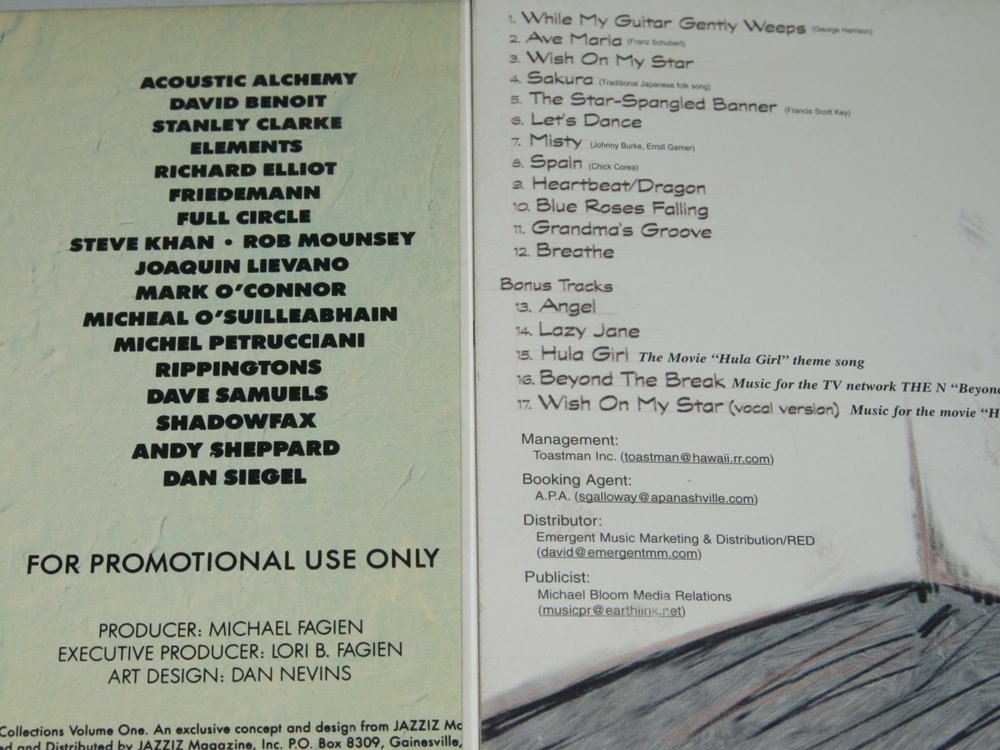 ACOUSTIC ALCHEMY
DAVID BENOIT
STANLEY CLARKE
ELEMENTS
RICHARD ELLIOT
FRIEDEMANN
FULL CIRCLE
STEVE KHAN • ROB MOUNSEY
JOAQUIN LIEVANO
MARK O'CONNOR
MICHEAL O'SUILLEABHAIN
MICHEL PETRUCCIANI
RIPPINGTONS
DAVE SAMUELS
SHADOWFAX
ANDY SHEPPARD
DAN SIEGEL
FOR PROMOTIONAL USE ONLY
PRODUCER: MICHAEL FAGIEN
EXECUTIVE PRODUCER: LORI B. FAGIEN
ART DESIGN: DAN NEVINS
Collections Volume One. An exclusive concept and design from JAZZIZ
and Distributed by JAZZIZ Magazine, Inc. P.O. Box 8309, Gainesville,
1. While My Guitar Gently Weeps (George Harrison)
2. Ave Maria (Franz Schubert)
3. Wish On My Star
4. Sakura (Traditional Japanese folk song)
5. The Star-Spangled Banner (Francis Scott Key)
6. Let's Dance
7. Misty (Johnny Burke, Erroll Garner)
8. Spain (Chick Corea)
9. Heartbeat/Dragon
10. Blue Roses Falling
11. Grandma's Groove
12. Breathe
Bonus Tracks
13. Angel
14. Lazy Jane
15. Hula Girl The Movie "Hula Girl" theme song
16. Beyond The Break Music for the TV network THE N "Beyond
17. Wish On My Star (vocal version) Music for the movie "H
Management:
Toastman Inc. (toastman@hawaii.rr.com)
Booking Agent:
A.P.A. (sgalloway@apanashville.com)
Distributor:
Emergent Music Marketing & Distribution/RED
(david@emergentmm.com)
Publicist:
Michael Bloom Media Relations
(musicpr@earthlink.net)